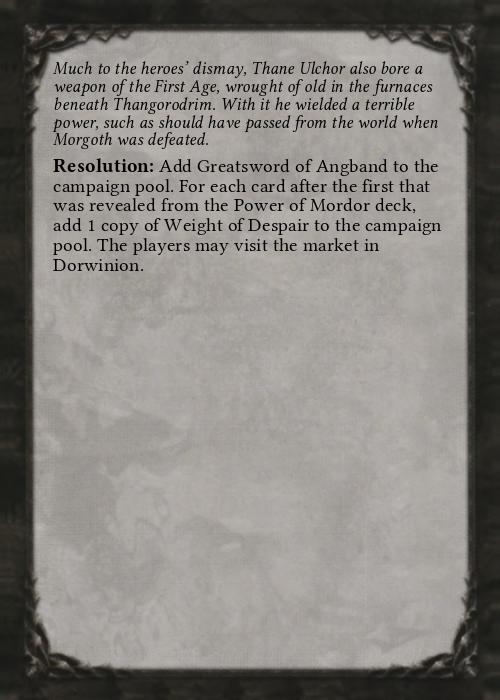 Much to the heroes’ dismay, Thane Ulchor also bore a
weapon of the First Age, wrought of old in the furnaces
beneath Thangorodrim. With it he wielded a terrible
power, such as should have passed from the world when
Morgoth was defeated.
Resolution: Add Greatsword of Angband to the
campaign pool. For each card after the first that
was revealed from the Power of Mordor deck,
add 1 copy of Weight of Despair to the campaign
pool. The players may visit the market in
Dorwinion.